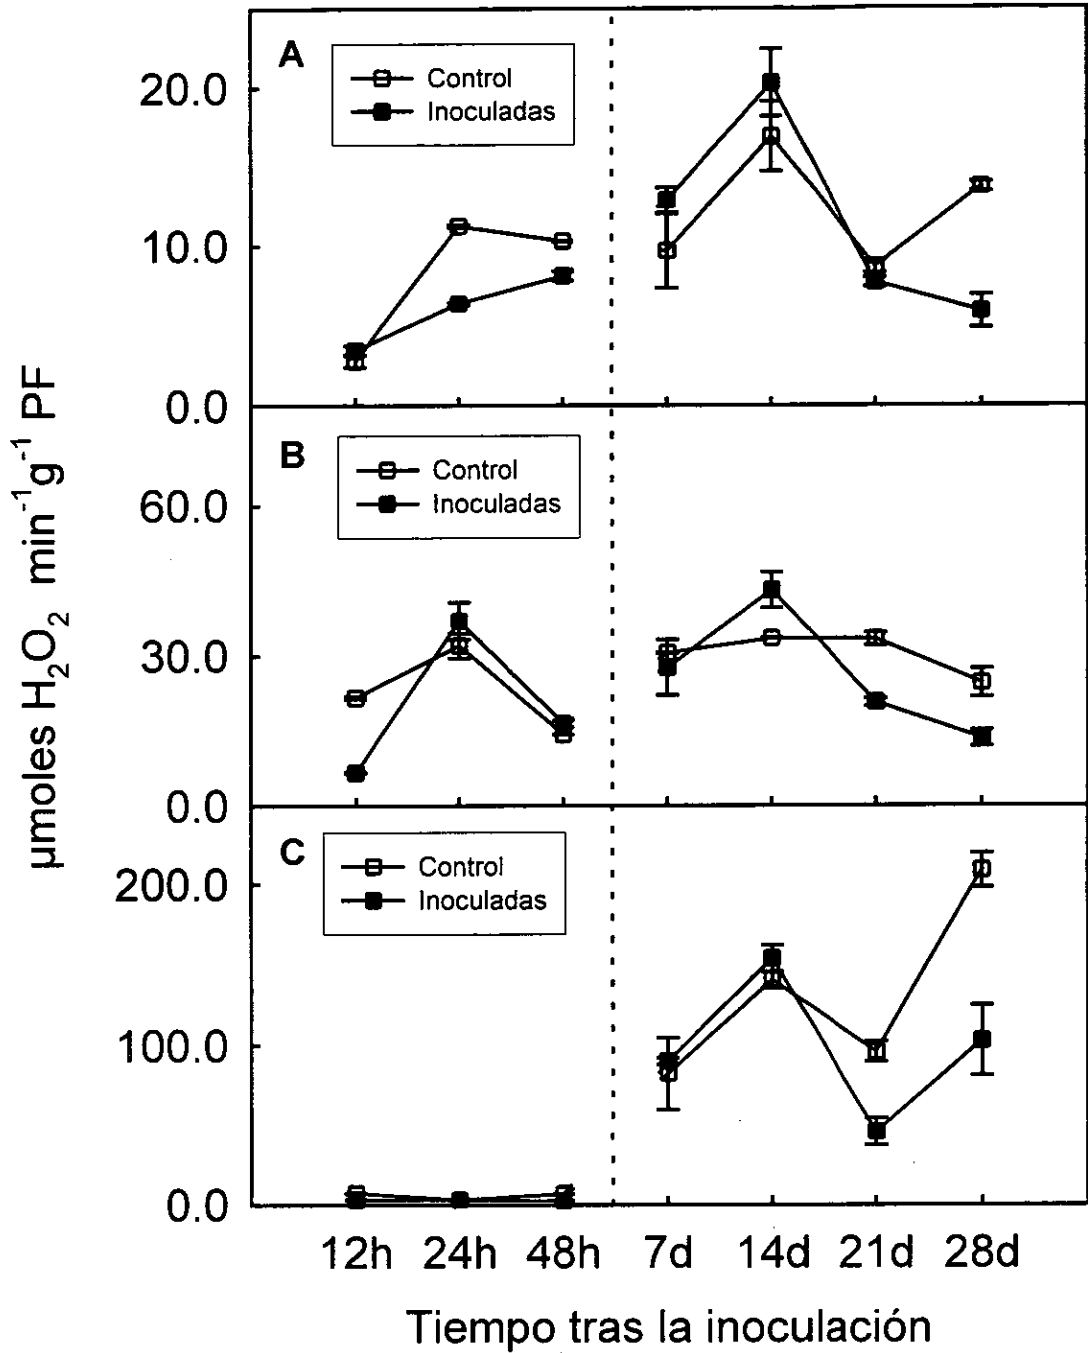 A
Control
Inoculadas
20.0
10.0
0.0
B
Control
Inoculadas
60.0
30.0
0.0
C
Control
Inoculadas
200.0
100.0
0.0
µmoles H₂O₂ min⁻¹g⁻¹ PF
12h 24h 48h 7d 14d 21d 28d
Tiempo tras la inoculación